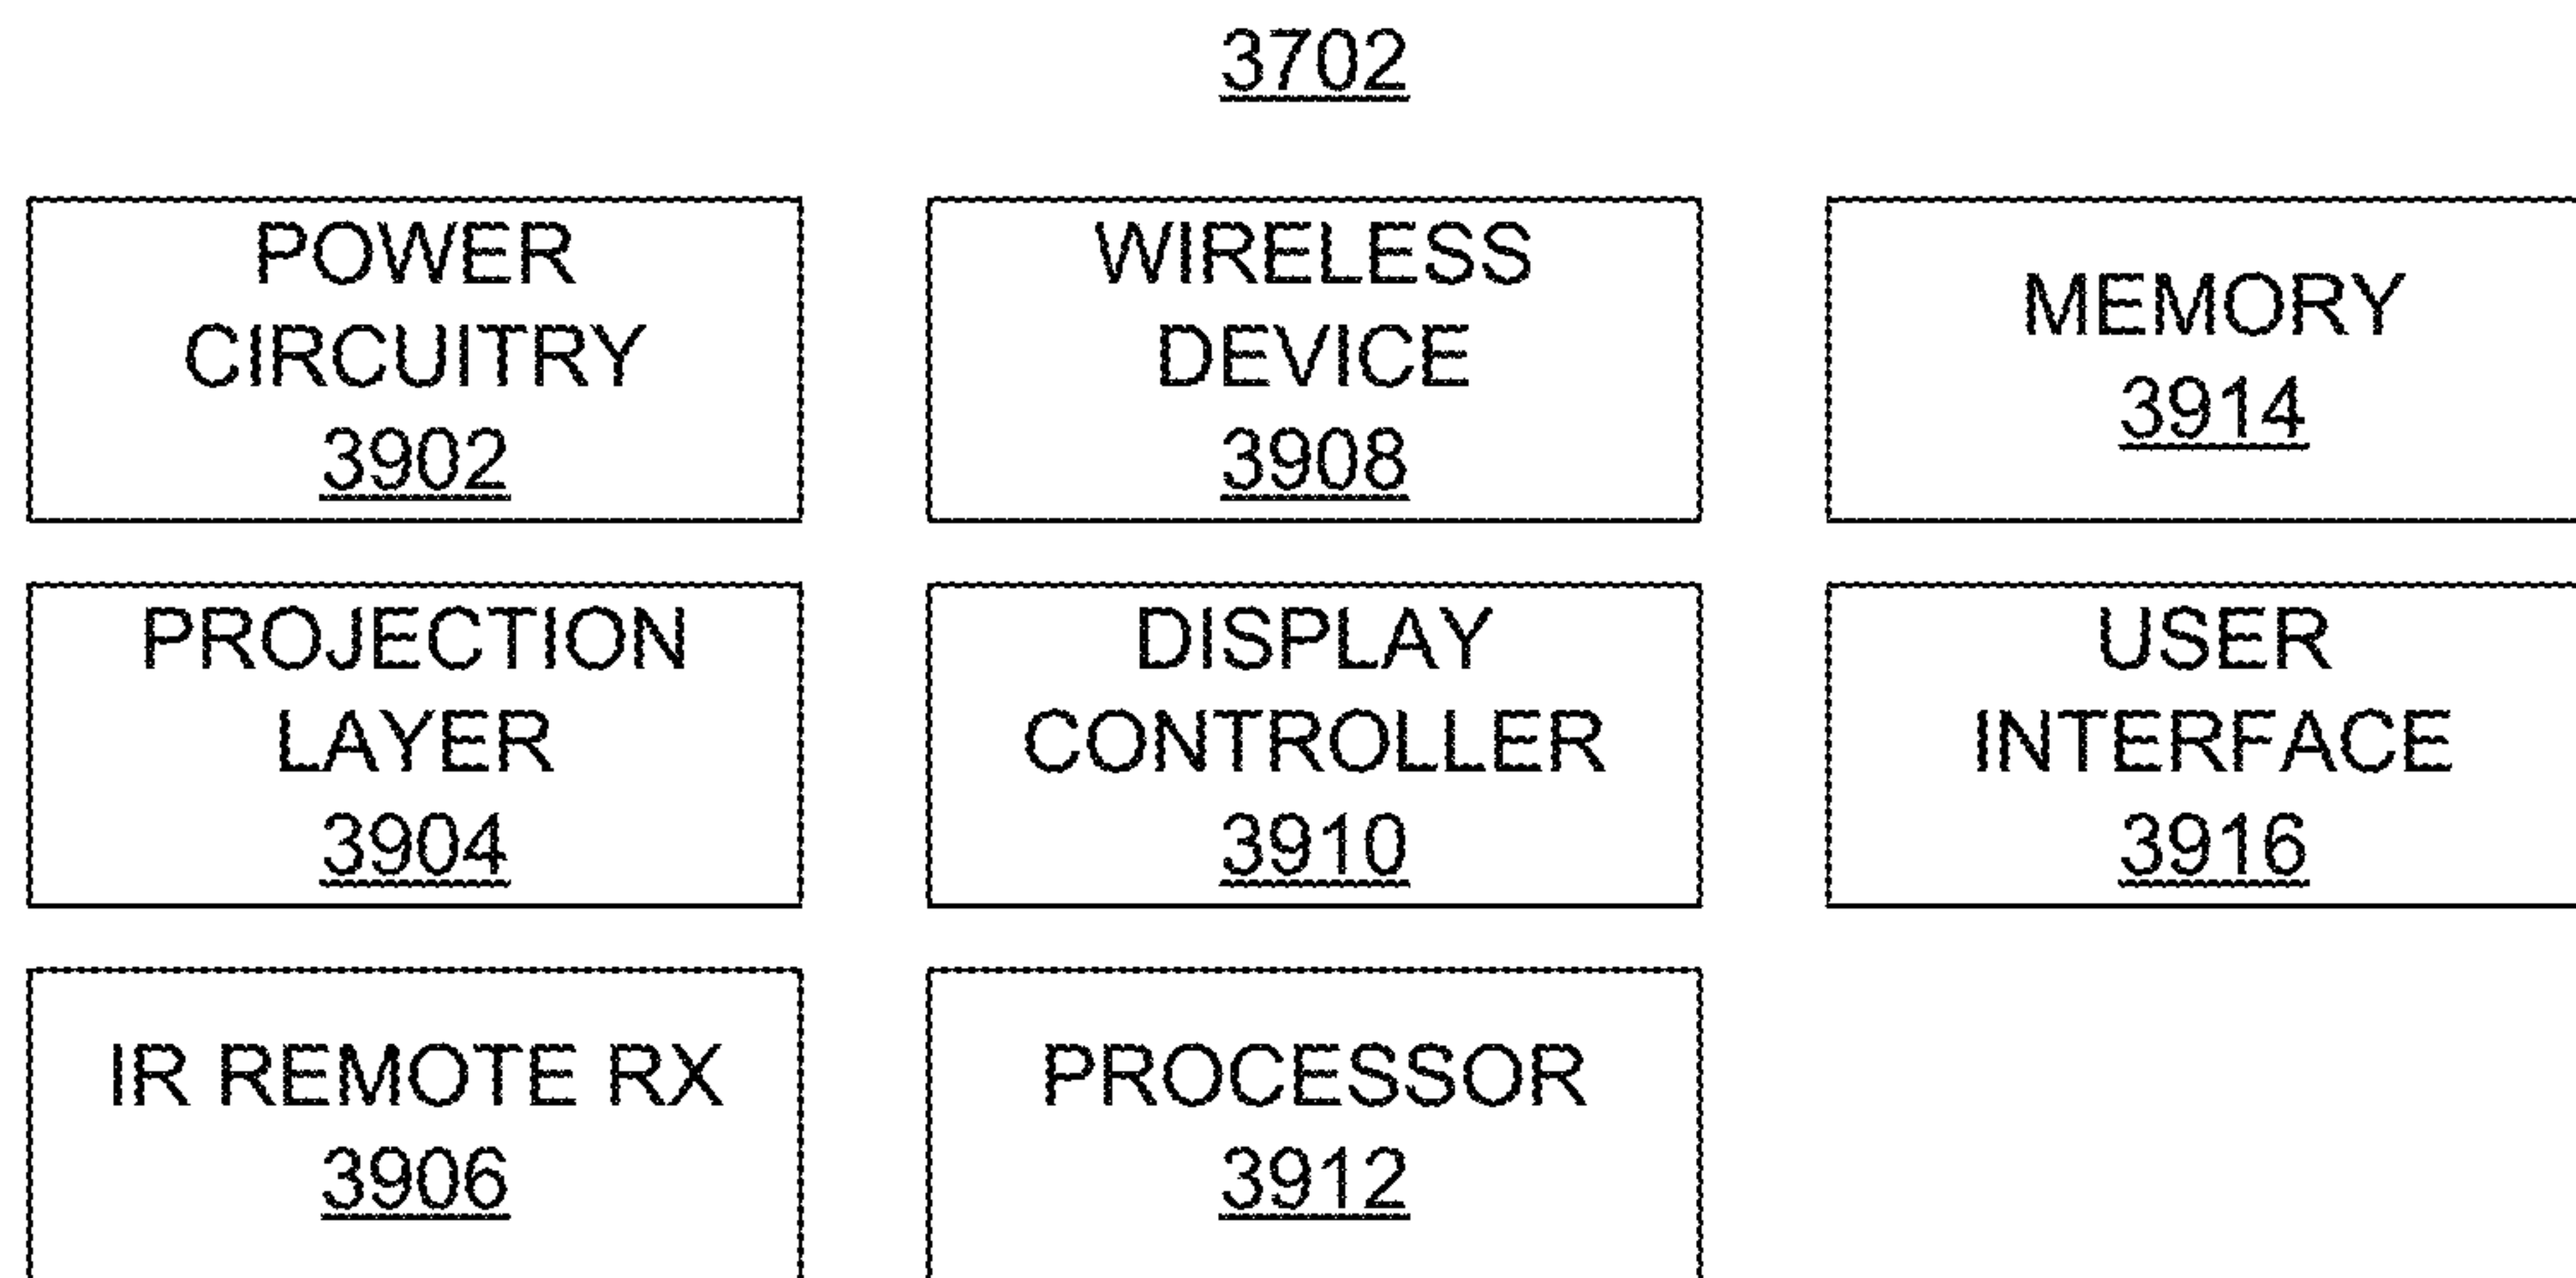 3702
POWER
CIRCUITRY
3902
WIRELESS
DEVICE
3908
MEMORY
3914
PROJECTION
LAYER
3904
DISPLAY
CONTROLLER
3910
USER
INTERFACE
3916
IR REMOTE RX
3906
PROCESSOR
3912